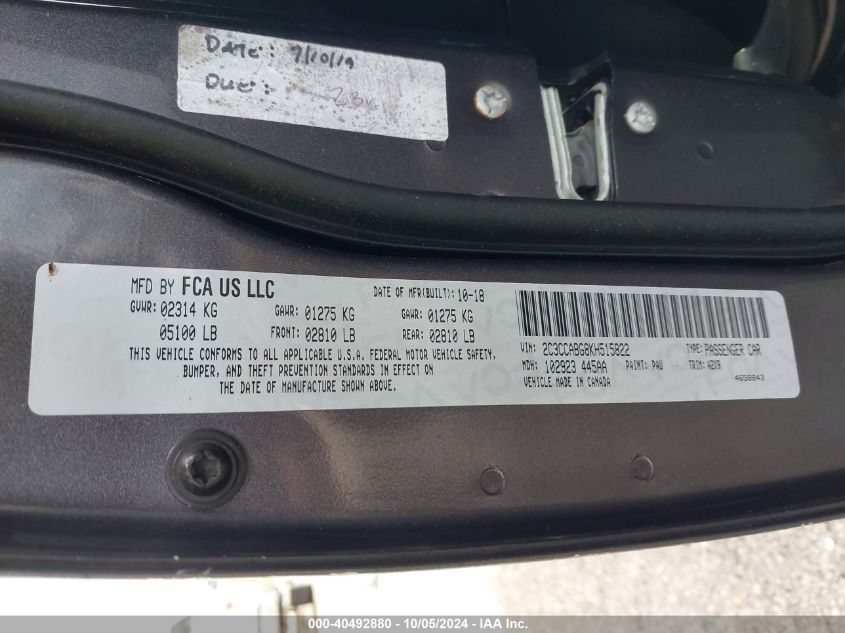 Date: 9/10/19
Due:
MFD BY FCA US LLC
DATE OF MFR(BUILT): 10-18
GVWR: 02314 KG
GAWR: 01275 KG
GAWR: 01275 KG
05100 LB
FRONT: 02810 LB
REAR: 02810 LB
THIS VEHICLE CONFORMS TO ALL APPLICABLE U.S.A. FEDERAL MOTOR VEHICLE SAFETY,
BUMPER, AND THEFT PREVENTION STANDARDS IN EFFECT ON
THE DATE OF MANUFACTURE SHOWN ABOVE.
VIN: 2C3CCABG8KH515822
TYPE: PASSENGER CAR
MDH: 102923 445AA
PAINT: PAU
TRIM: A2X9
VEHICLE MADE IN CANADA
4658843
000-40492880 - 10/05/2024 - IAA Inc.